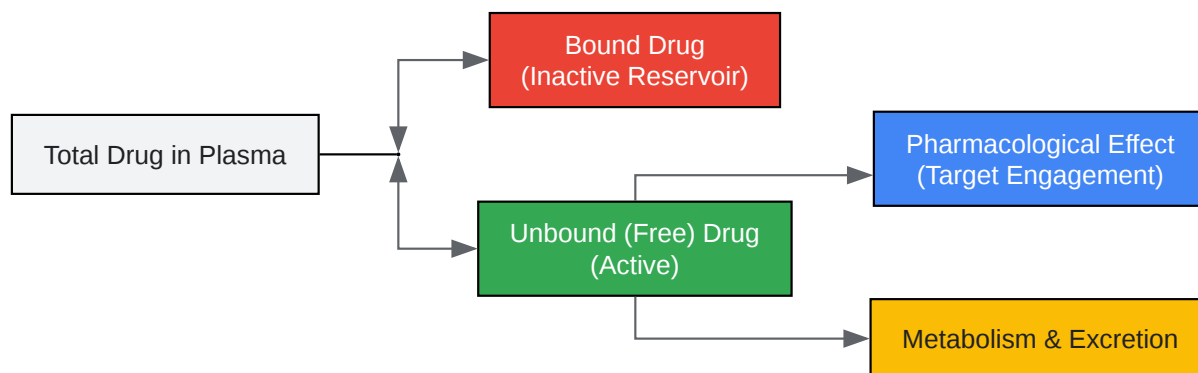 Bound Drug
(Inactive Reservoir)
Total Drug in Plasma
Pharmacological Effect
(Target Engagement)
Unbound (Free) Drug
(Active)
Metabolism & Excretion